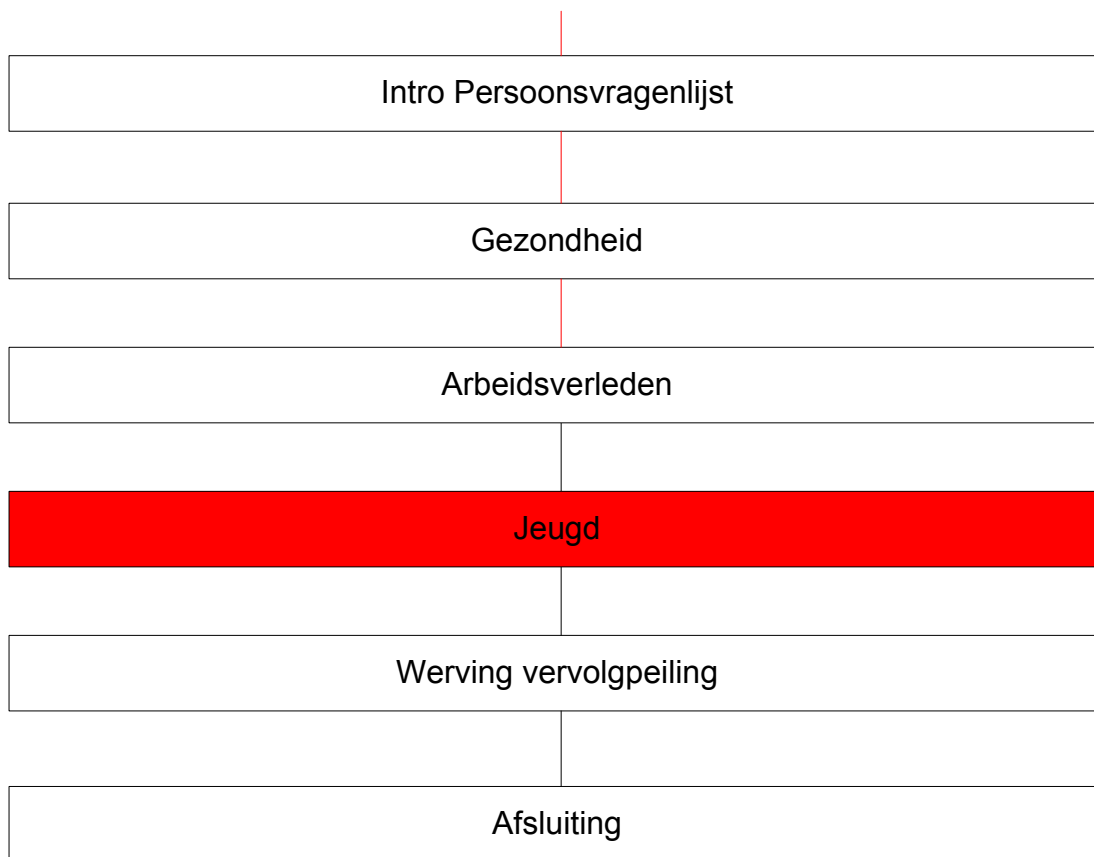 Intro Persoonsvragenlijst
Gezondheid
Arbeidsverleden
Jeugd
Werving vervolgpeiling
Afsluiting